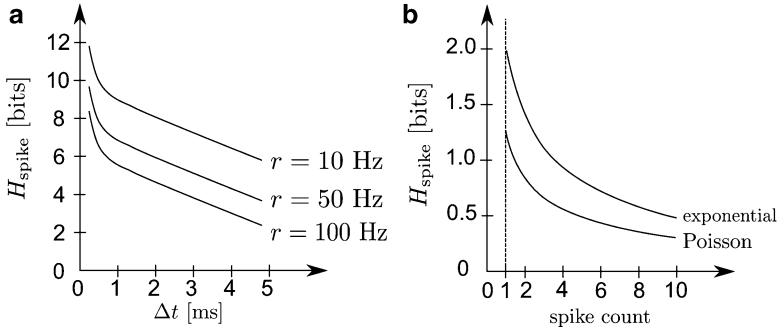 a
12
10
8
6
4
2
0
H_spike [bits]
r = 10 Hz
r = 50 Hz
r = 100 Hz
0 1 2 3 4 5
Δt [ms]
b
2.0
1.5
1.0
0.5
0
H_spike [bits]
exponential
Poisson
0 1 2 4 6 8 10
spike count